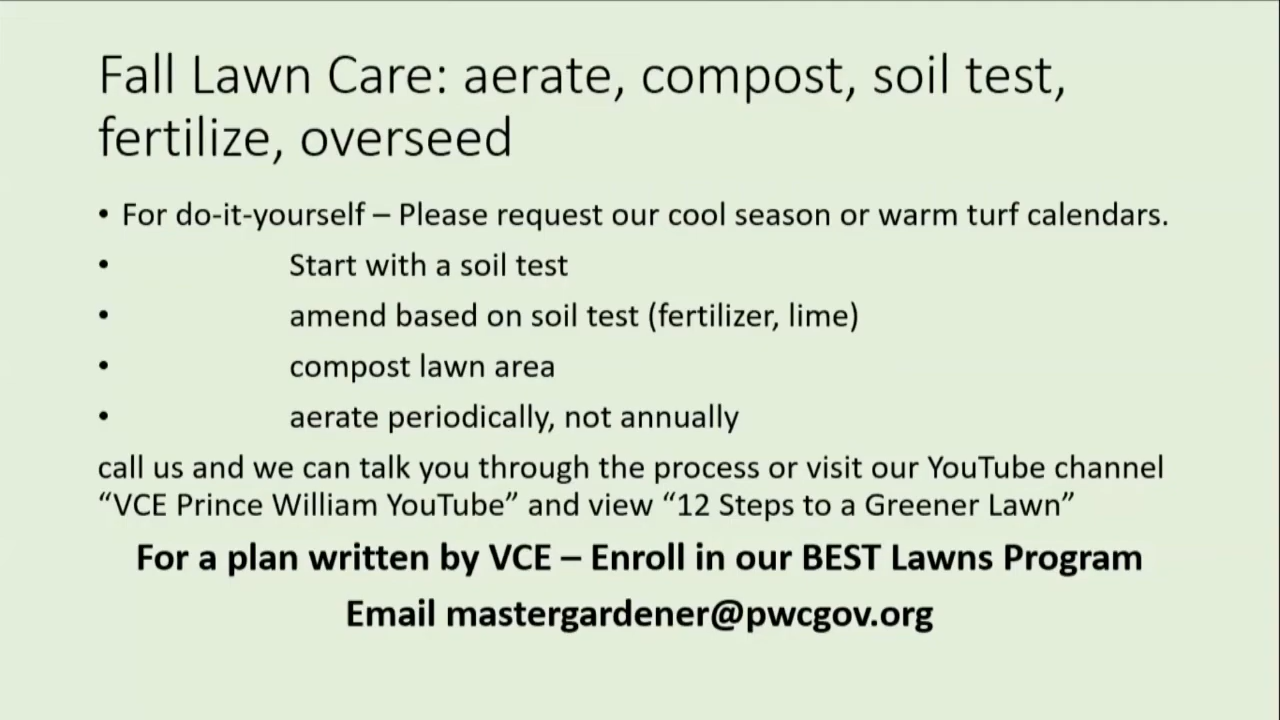 Fall Lawn Care: aerate, compost, soil test,
fertilize, overseed
• For do-it-yourself – Please request our cool season or warm turf calendars.
• Start with a soil test
• amend based on soil test (fertilizer, lime)
• compost lawn area
• aerate periodically, not annually
call us and we can talk you through the process or visit our YouTube channel
“VCE Prince William YouTube” and view “12 Steps to a Greener Lawn”
For a plan written by VCE – Enroll in our BEST Lawns Program
Email mastergardener@pwcgov.org